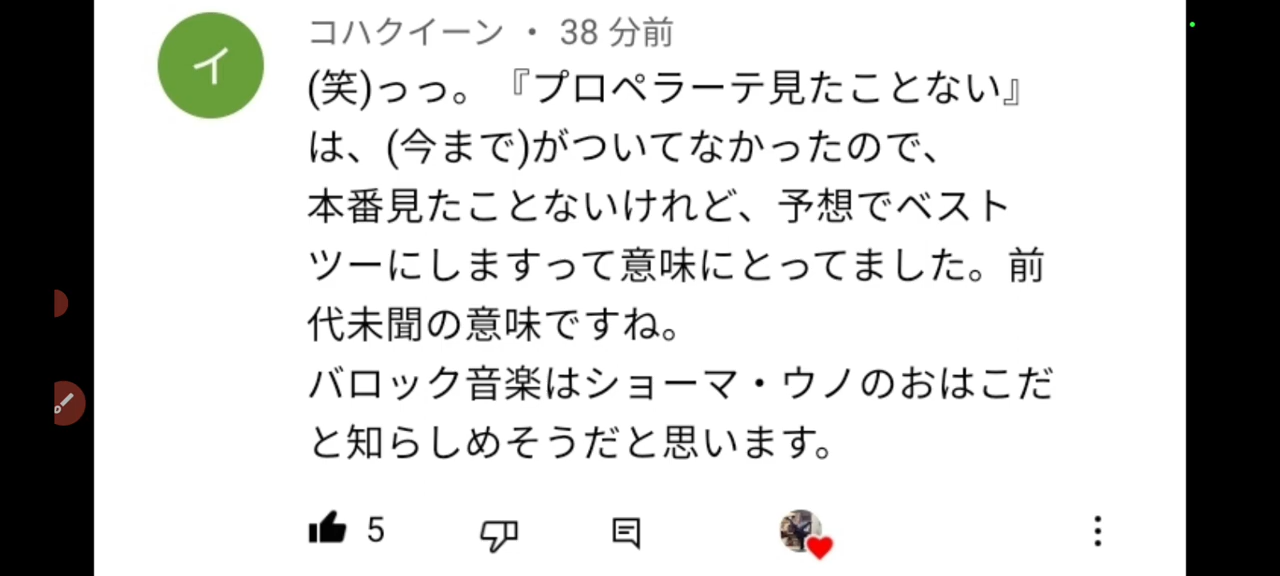 イ
コハクイーン ・ 38 分前
(笑)っっ。『プロペラーテ見たことない』
は、(今まで)がついてなかったので、
本番見たことないけれど、予想でベスト
ツーにしますって意味にとってました。前
代未聞の意味ですね。
バロック音楽はショーマ・ウノのおはこだ
と知らしめそうだと思います。
5